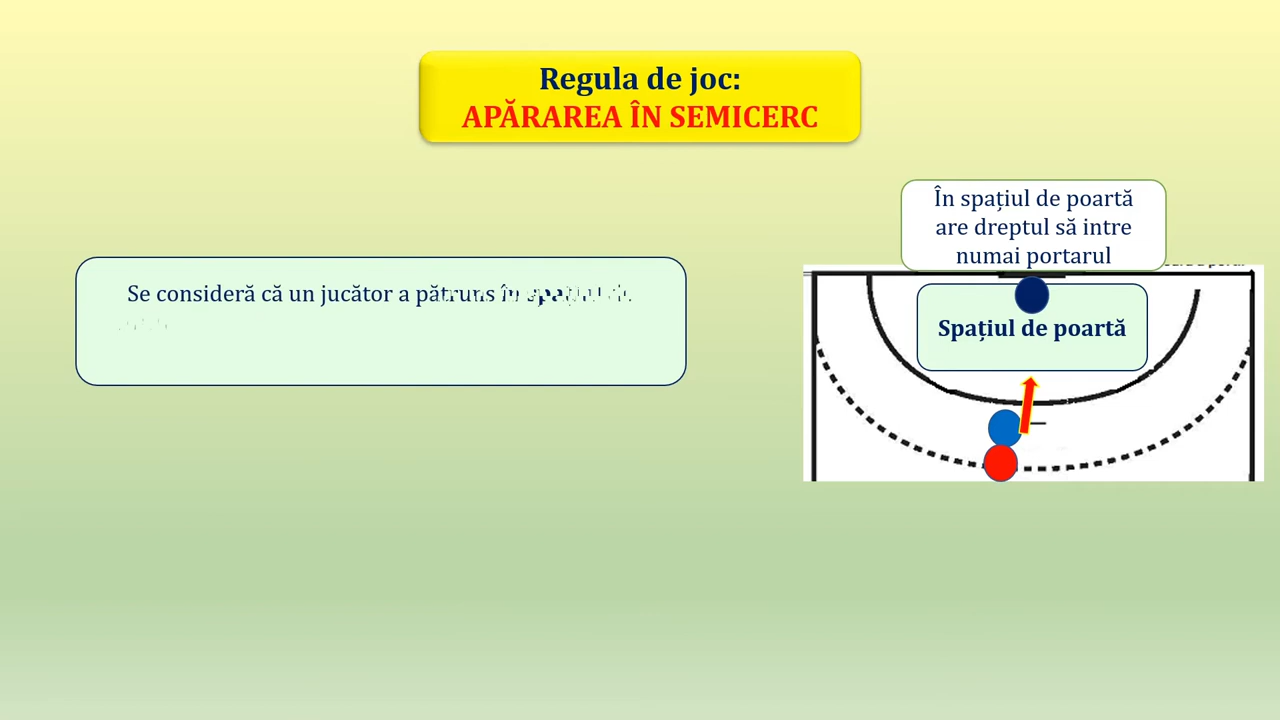 Regula de joc:
APĂRAREA ÎN SEMICERC
În spațiul de poartă
are dreptul să intre
numai portarul
Se consideră că un jucător a pătruns în
Spațiul de poartă